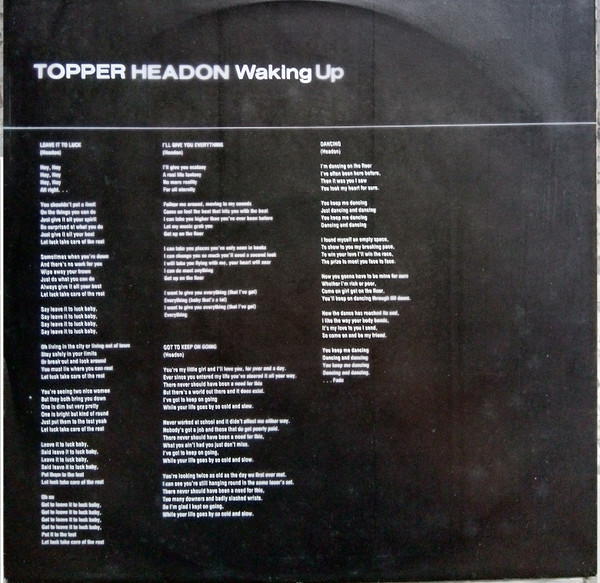 TOPPER HEADON Waking Up
LEAVE IT TO LUCK
(Headon)
Hey, Hey
Hey, Hey
Hey, Hey
All right. . .
You shouldn't put a limit
On the things you can do
Just give it all your spirit
Be surprised at what you do
Just give it all your best
Let luck take care of the rest
Sometimes when you're down
And there's no work for you
Wipe away your frown
Just do what you can do
Always give it all your best
Let luck take care of the rest
Say leave it to luck baby,
Say leave it to luck baby,
Say leave it to luck baby,
Say leave it to luck baby,
Oh living in the city or living out of town
Stay safely in your limits
Or break out and look around
You must lie where you can rest
Let luck take care of the rest
You're seeing two nice women
But they both bring you down
One is dim but very pretty
One is bright but kind of round
Just put them to the test yeah
Let luck take care of the rest
Leave it to luck baby,
Said leave it to luck baby,
Leave it to luck baby,
Said leave it to luck baby,
Put them to the test
Let luck take care of the rest
Oh no
Got to leave it to luck baby,
Got to leave it to luck baby,
Got to leave it to luck baby,
Got to leave it to luck baby,
Put it to the test
Let luck take care of the rest
I'LL GIVE YOU EVERYTHING
(Headon)
I'll give you ecstasy
A real life fantasy
No mere reality
For all eternity
Follow me around, moving to my sounds
Come on feel the beat that hits you with the heat
I can take you higher than you've ever been before
Let my music grab you
Get up on the floor
I can take you places you've only seen in books
I can change you so much you'll need a second look
I will take you flying with me, your heart will soar
I can do most anything
Get up on the floor
I want to give you everything (that I've got)
Everything (baby that's a lot)
I want to give you everything (that I've got)
Everything
GOT TO KEEP ON GOING
(Headon)
You're my little girl and I'll love you, for ever and a day.
Ever since you entered my life you've steered it all your way.
There never should have been a need for this
But there's a world out there and it does exist.
I've got to keep on going
While your life goes by so cold and slow.
Never worked at school and it didn't affect me either way.
Nobody's got a job and those that do get poorly paid.
There never should have been a need for this,
What you ain't had you just don't miss.
I've got to keep on going,
While your life goes by so cold and slow.
You're looking twice as old as the day we first ever met.
I can see you're still hanging round in the same loser's set.
There never should have been a need for this,
Too many downers and badly slashed wrists.
So I'm glad I kept on going,
While your life goes by so cold and slow.
DANCING
(Headon)
I'm dancing on the floor
I've often been here before,
Then it was you I saw
You took my heart for sure.
You keep me dancing
Just dancing and dancing
You keep me dancing
Dancing and dancing
I found myself an empty space,
To show to you my breaking pace,
To win your love I'll win the race,
The prize to meet you face to face.
Now you gonna have to be mine for sure
Whether I'm rich or poor,
Come on girl get on the floor,
You'll keep on dancing through till dawn.
Now the dance has reached its end,
I like the way your body bends,
It's my love to you I send,
So come on and be my friend.
You keep me dancing
Dancing and dancing
You keep me dancing
Dancing and dancing.
. . . Fade